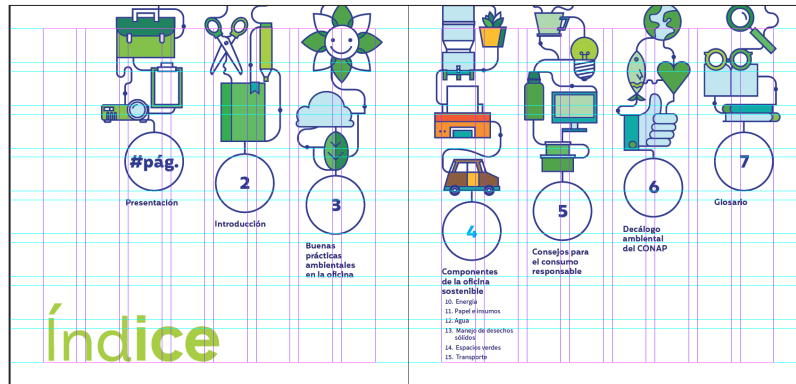 #pág.
Presentación
2
Introducción
3
Buenas
prácticas
ambientales
en la oficina
4
Componentes
de la oficina
sostenible
10. Energía
11. Papel e insumos
12. Agua
13. Manejo de desechos
sólidos
14. Espacios verdes
15. Transporte
5
Consejos para
el consumo
responsable
6
Decálogo
ambiental
del CONAP
7
Glosario
Índice